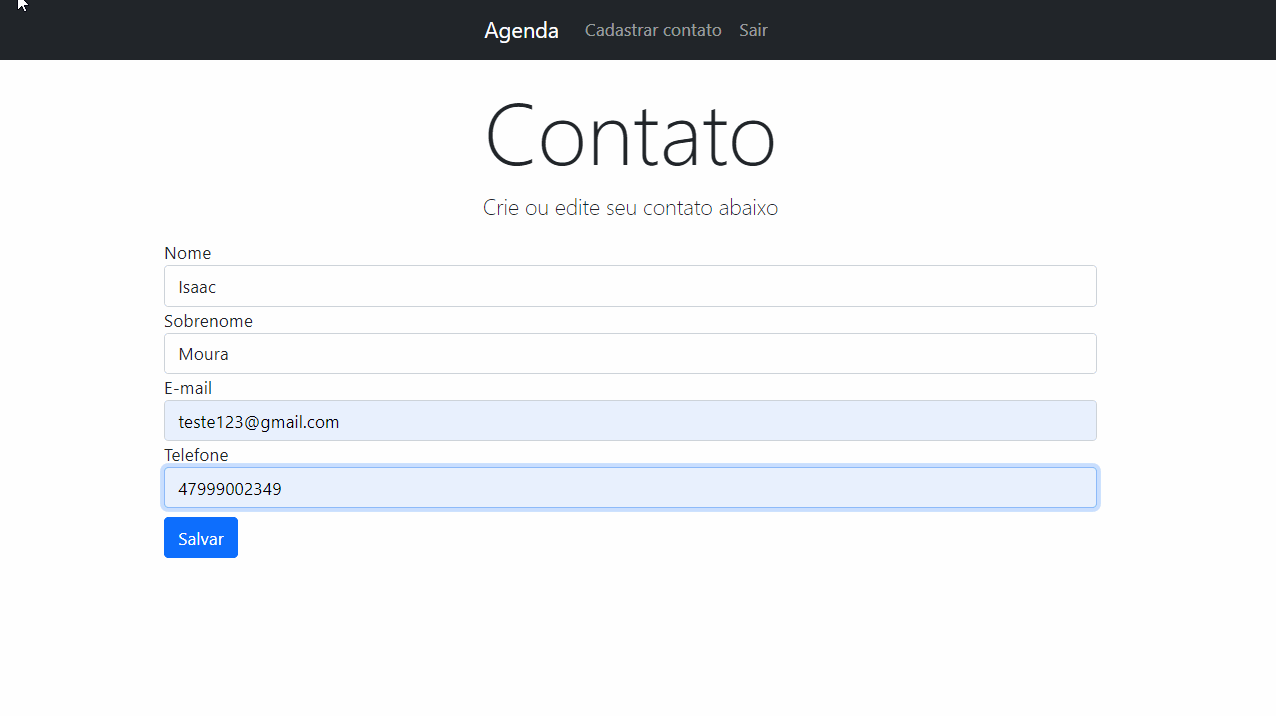 Agenda Cadastrar contato Sair
Contato
Crie ou edite seu contato abaixo
Nome
Isaac
Sobrenome
Moura
E-mail
teste123@gmail.com
Telefone
47999002349
Salvar